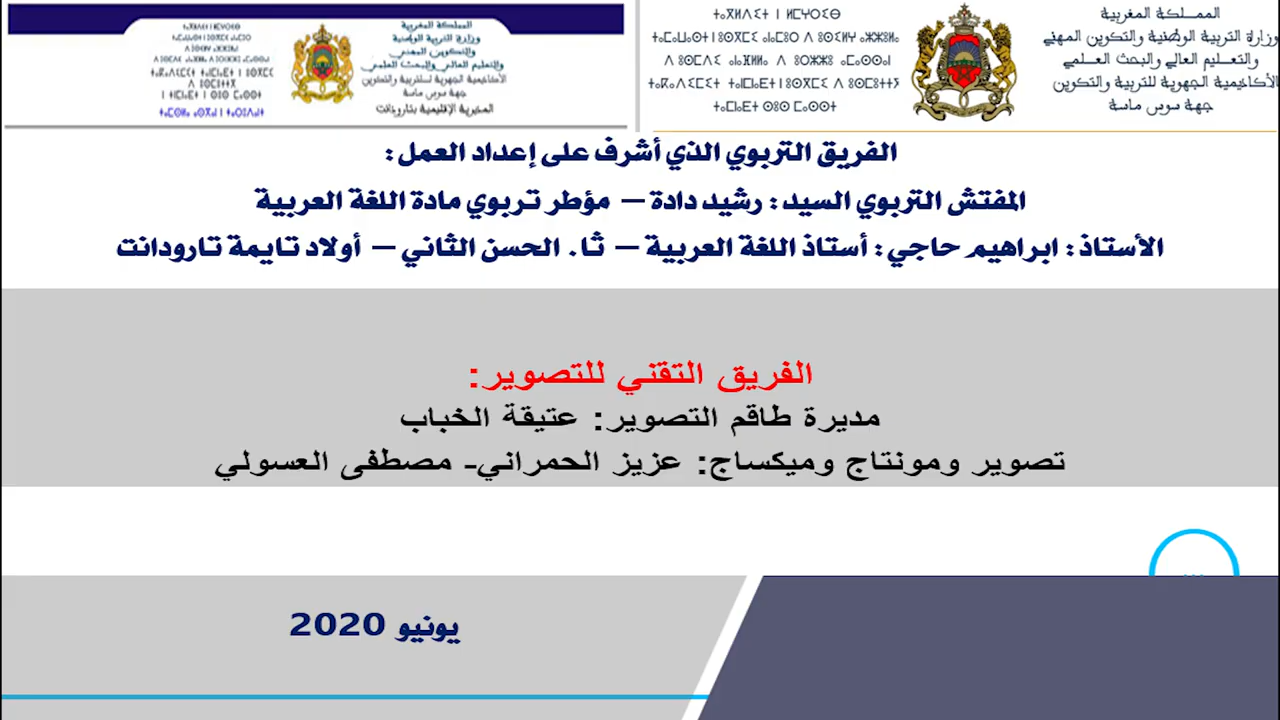 المملكة المغربية
وزارة التربية الوطنية
والتكوين المهني
والتعليم العالي والبحث العلمي
الأكاديمية الجهوية للتربية والتكوين
جهة سوس ماسة
المديرية الإقليمية بتارودانت
المملكة المغربية
وزارة التربية الوطنية والتكوين المهني
والتعليم العالي والبحث العلمي
الأكاديمية الجهوية للتربية والتكوين
جهة سوس ماسة
ⵜⴰⴳⵍⴷⵉⵜ ⵏ ⵍⵎⵖⵔⵉⴱ
الفريق التربوي الذي أشرف على إعداد العمل:
المفتش التربوي السيد: رشيد دادة – مؤطر تربوي مادة اللغة العربية
الأستاذ: ابراهيم حاجي: أستاذ اللغة العربية – ثا. الحسن الثاني – أولاد تايمة تارودانت
الفريق التقني للتصوير:
مديرة طاقم التصوير: عتيقة الخباب
تصوير ومونتاج وميكساج: عزيز الحمراني- مصطفى العسولي
يونيو 2020